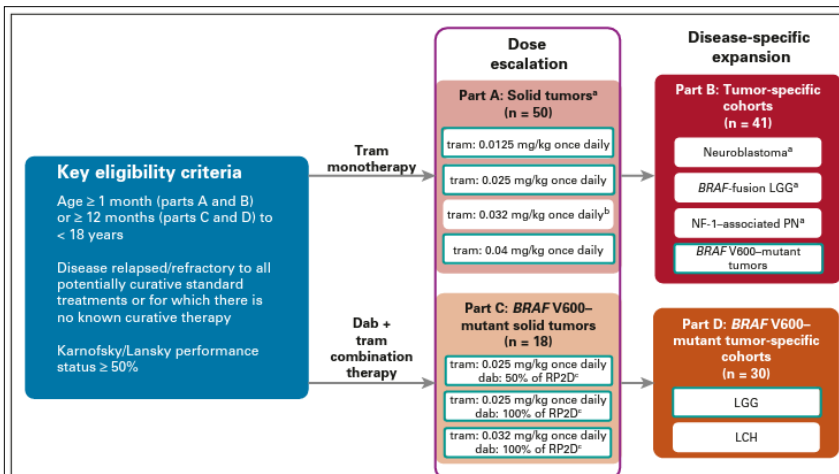 Dose
escalation
Disease-specific
expansion
Key eligibility criteria
Age ≥ 1 month (parts A and B)
or ≥ 12 months (parts C and D) to
< 18 years
Disease relapsed/refractory to all
potentially curative standard
treatments or for which there is
no known curative therapy
Karnofsky/Lansky performance
status ≥ 50%
Tram
monotherapy
Part A: Solid tumorsᵃ
(n = 50)
tram: 0.0125 mg/kg once daily
tram: 0.025 mg/kg once daily
tram: 0.032 mg/kg once dailyᵇ
tram: 0.04 mg/kg once daily
Part B: Tumor-specific
cohorts
(n = 41)
Neuroblastomaᵃ
BRAF-fusion LGGᵃ
NF-1–associated PNᵃ
BRAF V600–mutant
tumors
Dab +
tram
combination
therapy
Part C: BRAF V600–
mutant solid tumors
(n = 18)
tram: 0.025 mg/kg once daily
dab: 50% of RP2Dᶜ
tram: 0.025 mg/kg once daily
dab: 100% of RP2Dᶜ
tram: 0.032 mg/kg once daily
dab: 100% of RP2Dᶜ
Part D: BRAF V600–
mutant tumor-specific
cohorts
(n = 30)
LGG
LCH